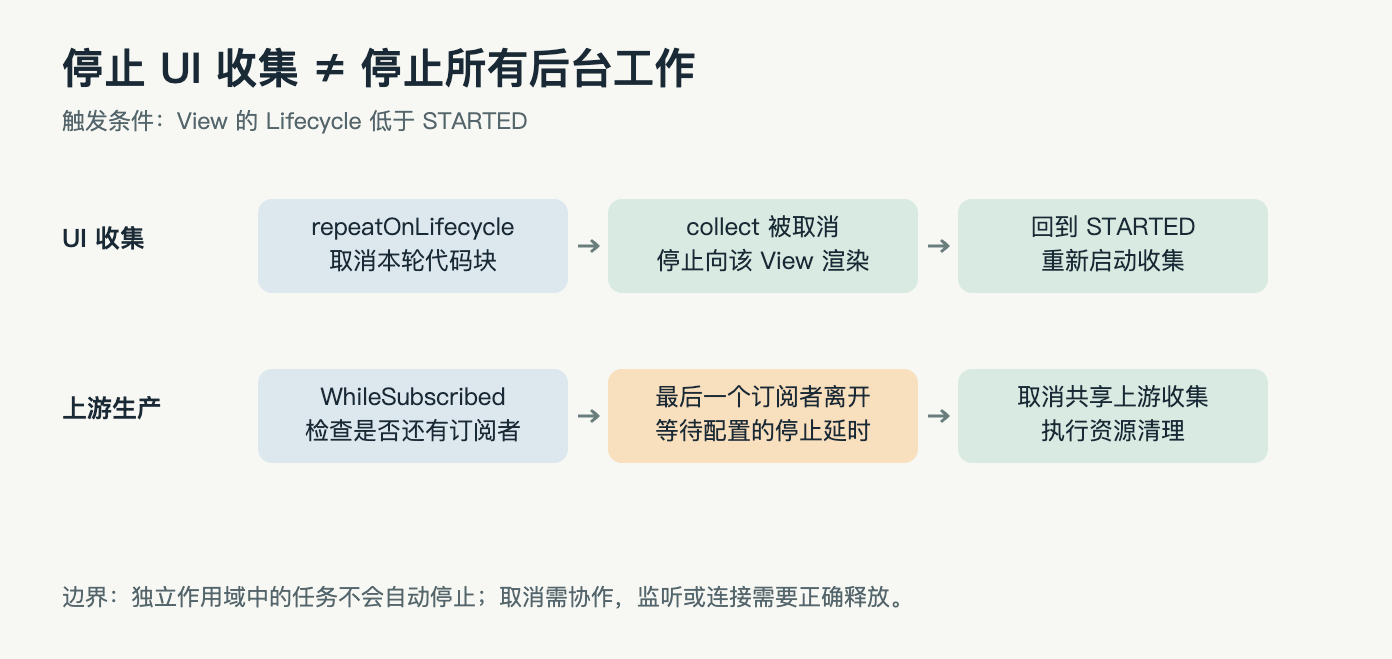 停止 UI 收集 ≠ 停止所有后台工作
触发条件：View 的 Lifecycle 低于 STARTED
UI 收集
repeatOnLifecycle
取消本轮代码块
→
collect 被取消
停止向该 View 渲染
→
回到 STARTED
重新启动收集
上游生产
WhileSubscribed
检查是否还有订阅者
→
最后一个订阅者离开
等待配置的停止延时
→
取消共享上游收集
执行资源清理
边界：独立作用域中的任务不会自动停止；取消需协作，监听或连接需要正确释放。